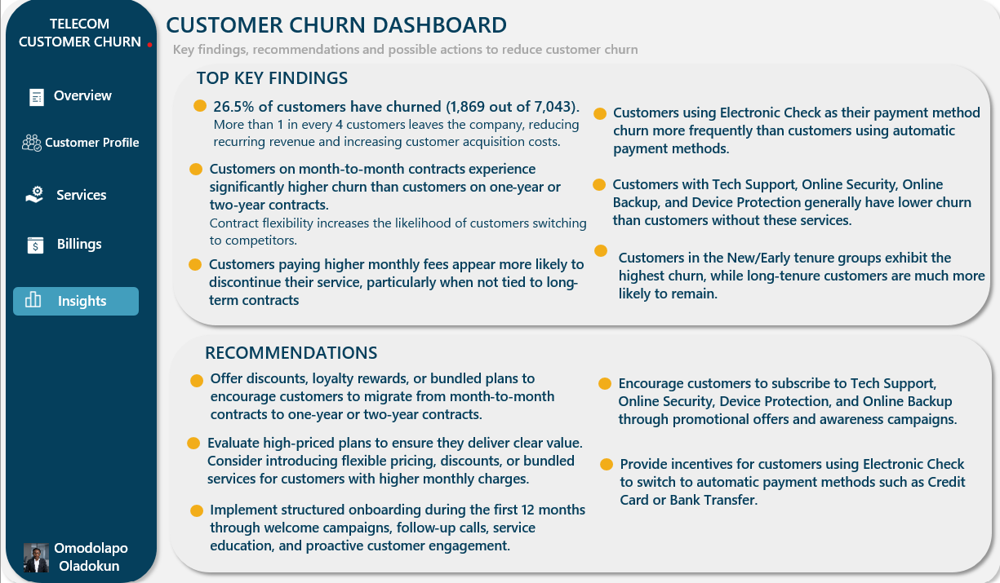 TELECOM
CUSTOMER CHURN
Overview
Customer Profile
Services
Billings
Insights
Omodolapo
Oladokun
CUSTOMER CHURN DASHBOARD
Key findings, recommendations and possible actions to reduce customer churn
TOP KEY FINDINGS
26.5% of customers have churned (1,869 out of 7,043).
More than 1 in every 4 customers leaves the company, reducing
recurring revenue and increasing customer acquisition costs.
Customers on month-to-month contracts experience
significantly higher churn than customers on one-year or
two-year contracts.
Contract flexibility increases the likelihood of customers switching
to competitors.
Customers paying higher monthly fees appear more likely to
discontinue their service, particularly when not tied to long-
term contracts
Customers using Electronic Check as their payment method
churn more frequently than customers using automatic
payment methods.
Customers with Tech Support, Online Security, Online
Backup, and Device Protection generally have lower churn
than customers without these services.
Customers in the New/Early tenure groups exhibit the
highest churn, while long-tenure customers are much more
likely to remain.
RECOMMENDATIONS
Offer discounts, loyalty rewards, or bundled plans to
encourage customers to migrate from month-to-month
contracts to one-year or two-year contracts.
Evaluate high-priced plans to ensure they deliver clear value.
Consider introducing flexible pricing, discounts, or bundled
services for customers with higher monthly charges.
Implement structured onboarding during the first 12 months
through welcome campaigns, follow-up calls, service
education, and proactive customer engagement.
Encourage customers to subscribe to Tech Support,
Online Security, Device Protection, and Online Backup
through promotional offers and awareness campaigns.
Provide incentives for customers using Electronic Check
to switch to automatic payment methods such as Credit
Card or Bank Transfer.